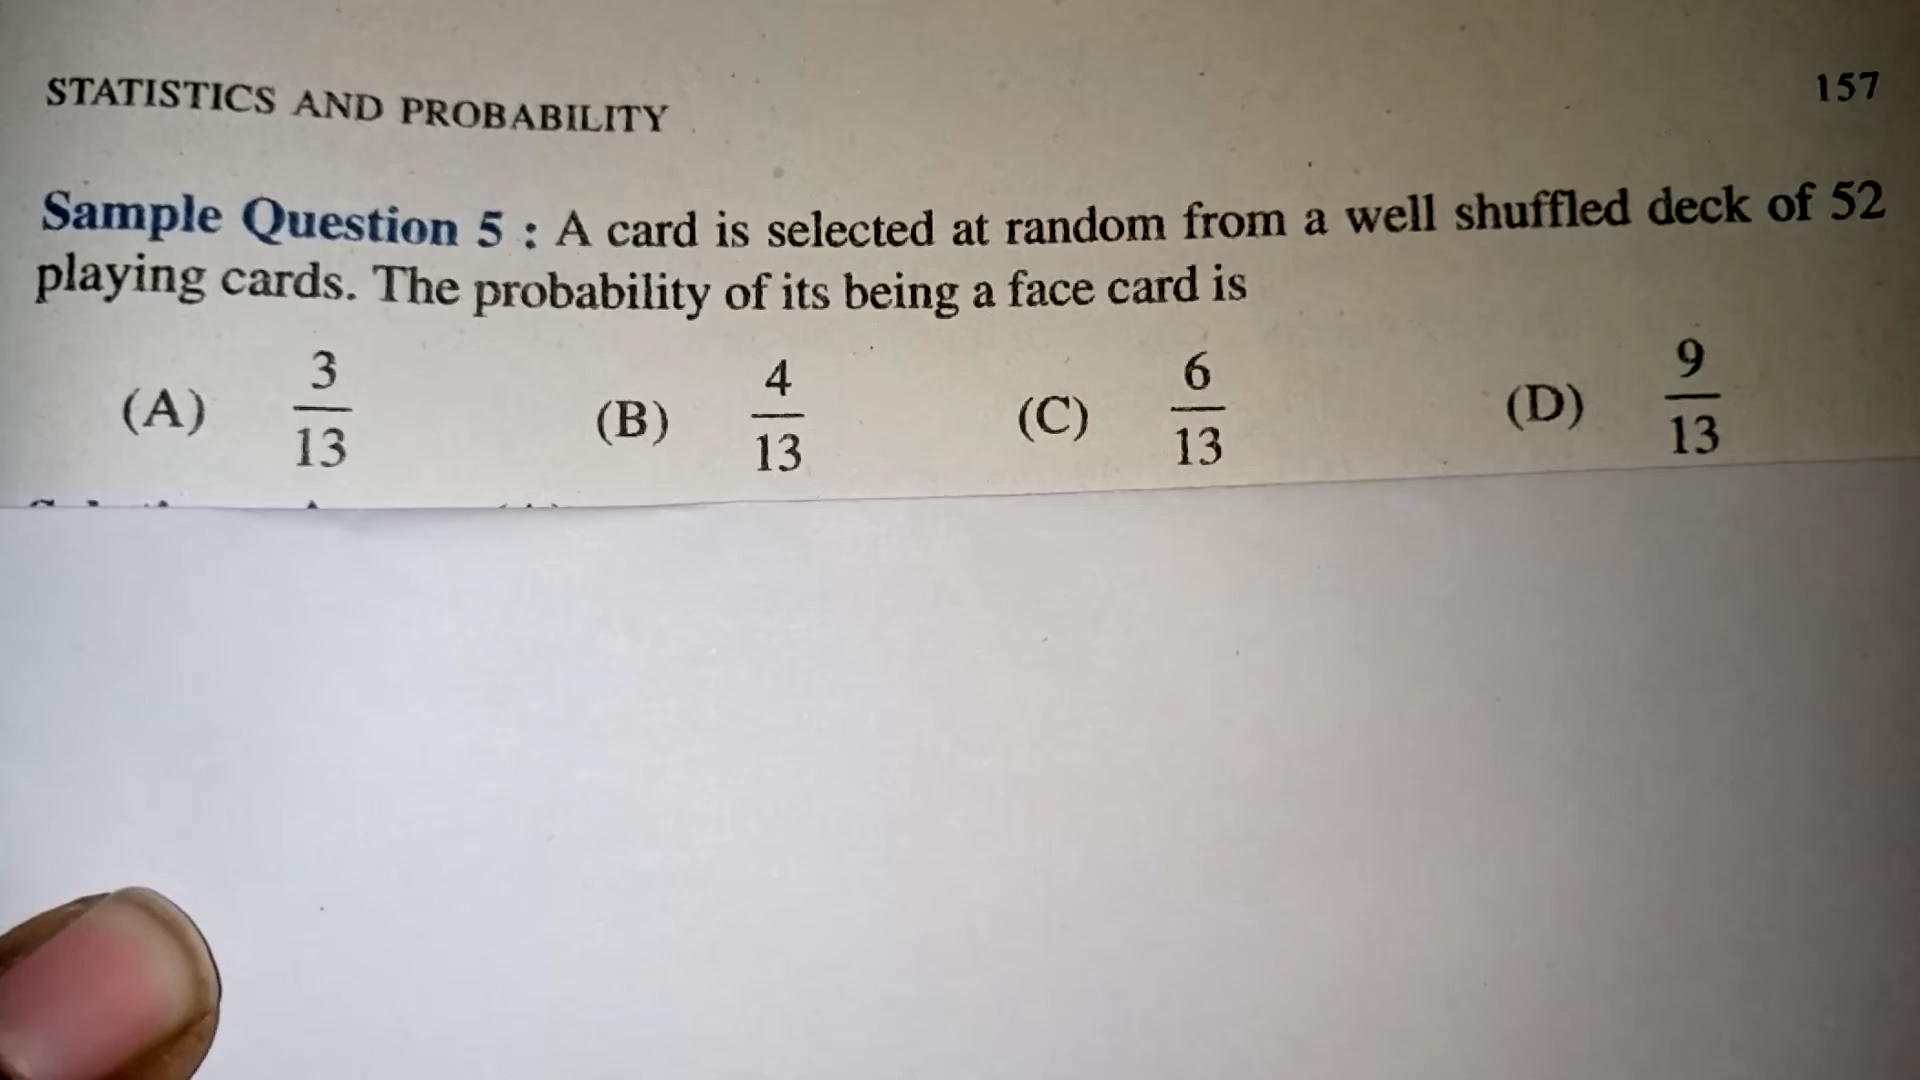 STATISTICS AND PROBABILITY 157
Sample Question 5 : A card is selected at random from a well shuffled deck of 52
playing cards. The probability of its being a face card is
(A) 3/13 (B) 4/13 (C) 6/13 (D) 9/13